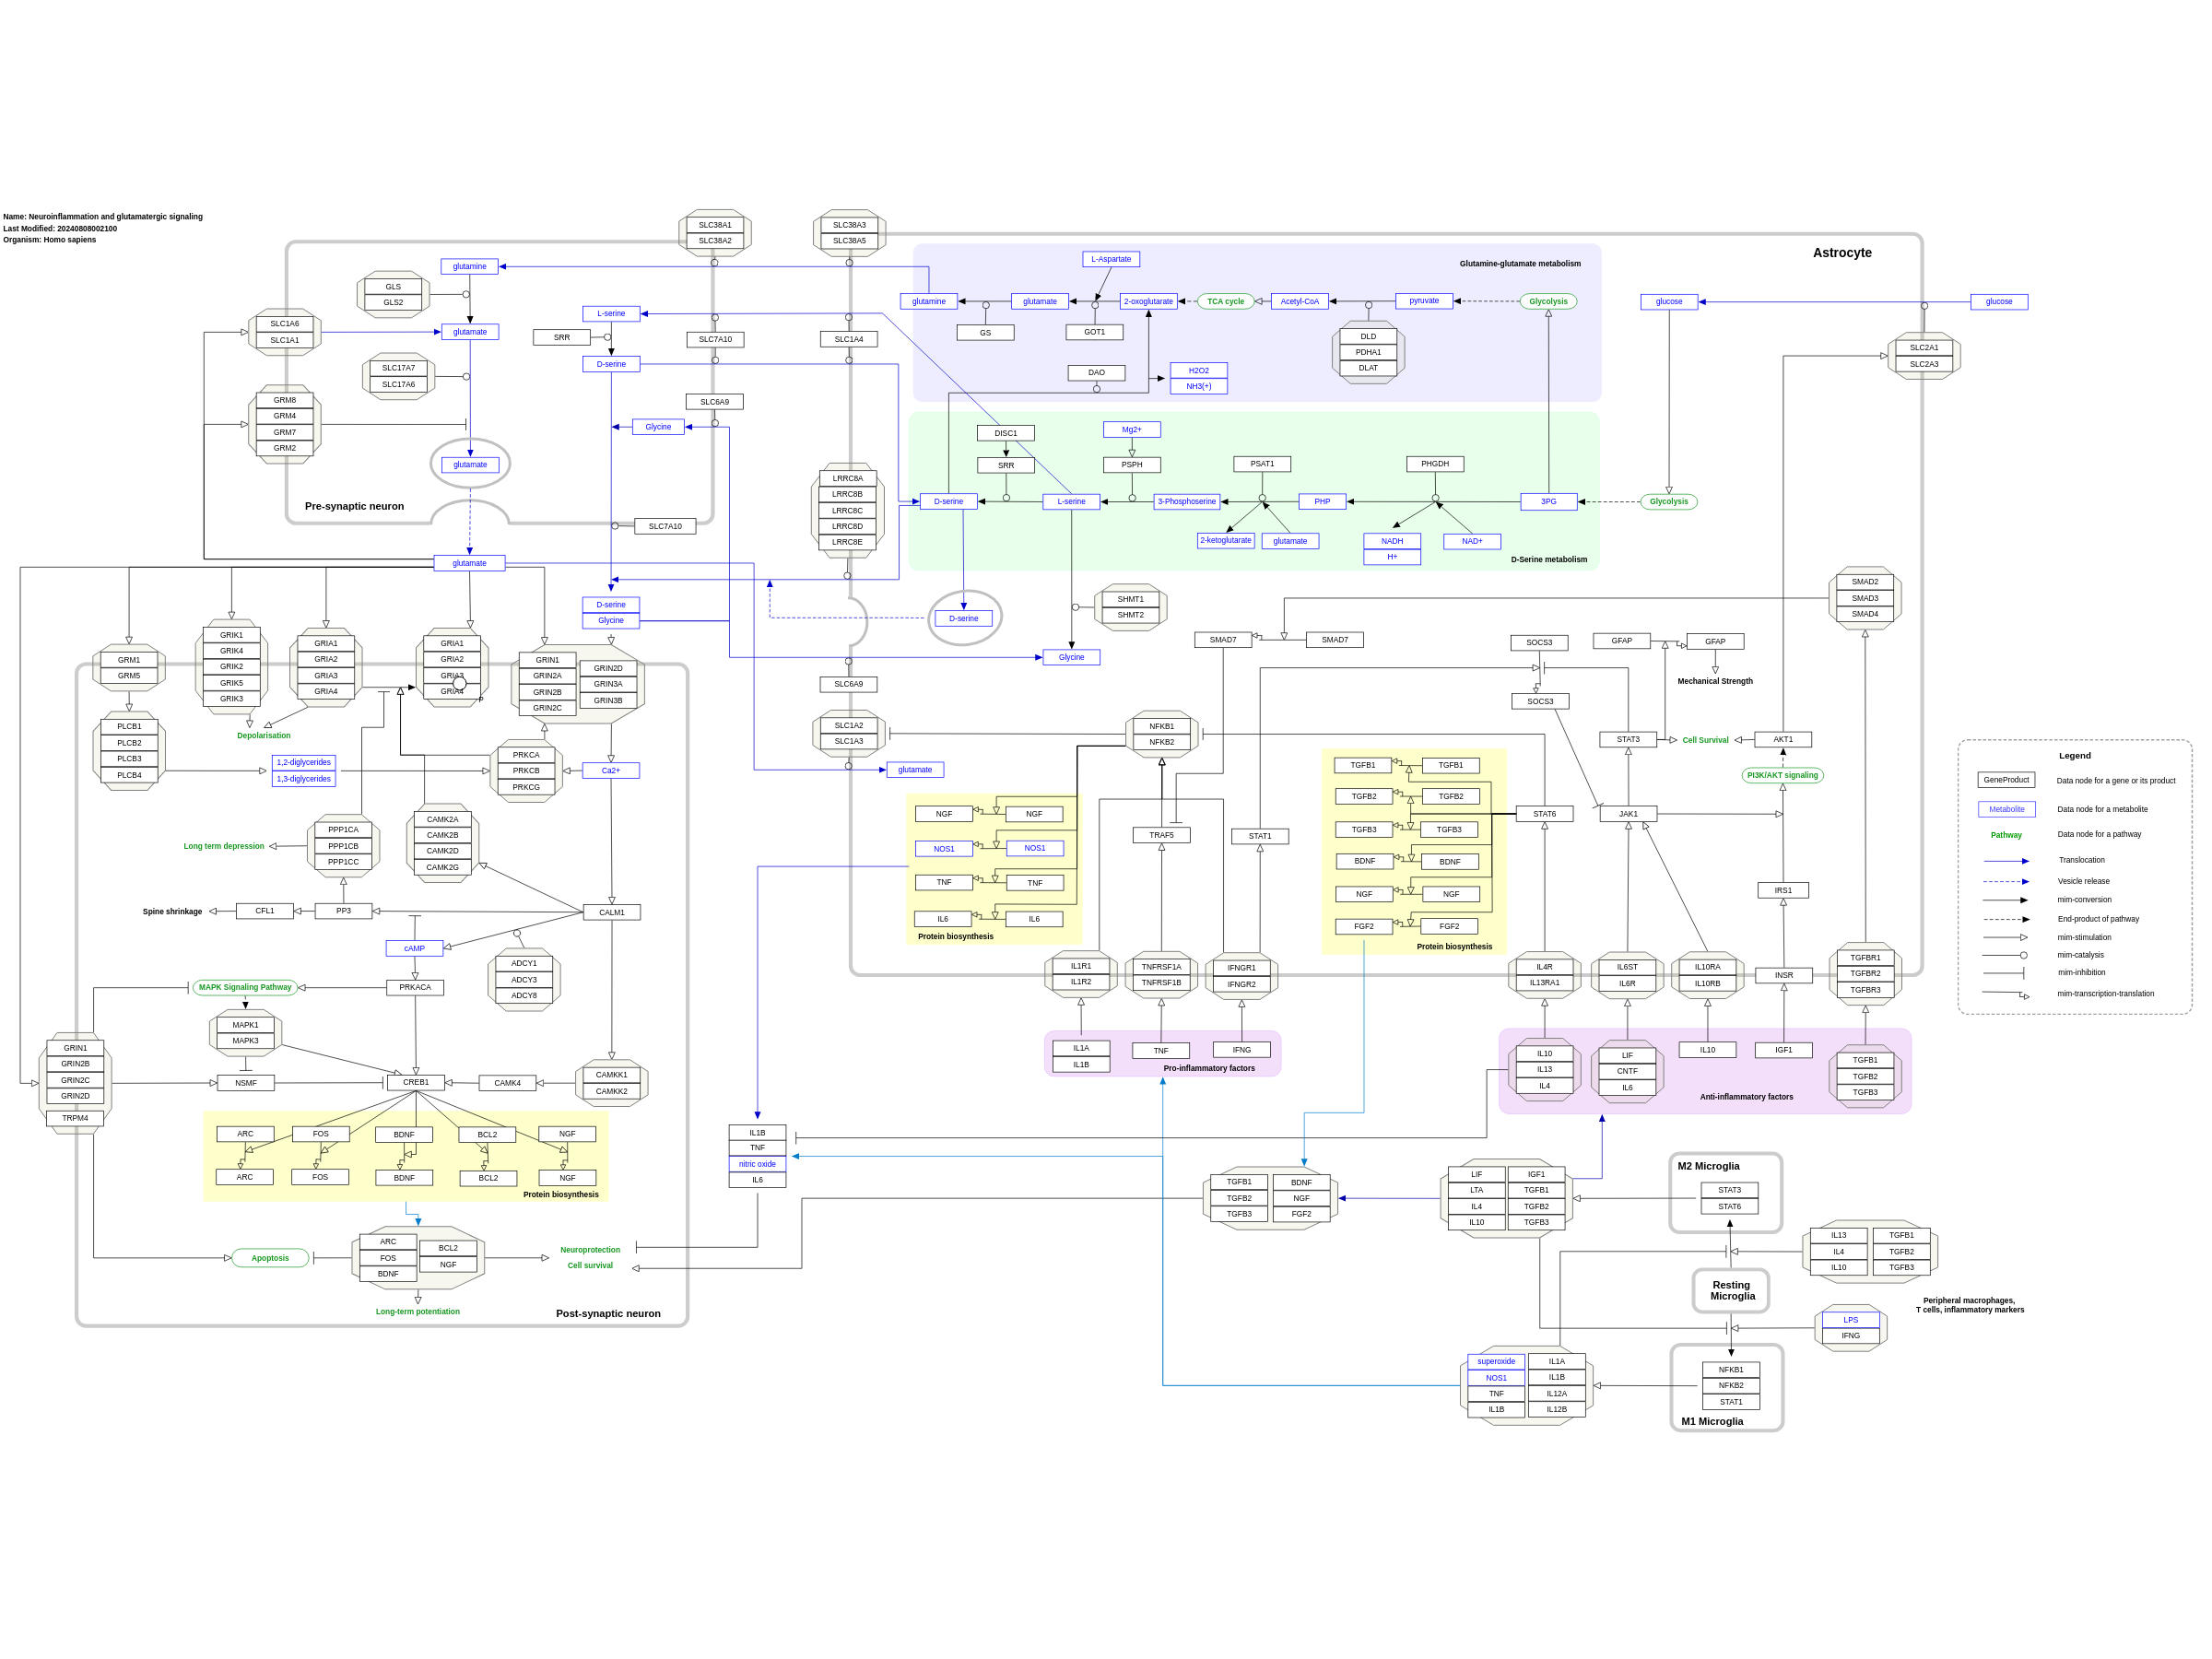 Name: Neuroinflammation and glutamatergic signaling
Last Modified: 20240808002100
Organism: Homo sapiens
SLC38A1
SLC38A2
SLC38A3
SLC38A5
Astrocyte
glutamine
GLS
GLS2
SLC1A6
SLC1A1
glutamate
SLC17A7
SLC17A6
GRM8
GRM4
GRM7
GRM2
glutamate
Pre-synaptic neuron
L-serine
SRR
D-serine
SLC7A10
SLC1A4
SLC6A9
Glycine
SLC7A10
LRRC8A
LRRC8B
LRRC8C
LRRC8D
LRRC8E
L-Aspartate
Glutamine-glutamate metabolism
glutamine
glutamate
2-oxoglutarate
TCA cycle
Acetyl-CoA
pyruvate
Glycolysis
GS
GOT1
DLD
PDHA1
DLAT
DAO
H2O2
NH3(+)
glucose
glucose
SLC2A1
SLC2A3
DISC1
Mg2+
SRR
PSPH
PSAT1
PHGDH
D-serine
L-serine
3-Phosphoserine
PHP
3PG
Glycolysis
2-ketoglutarate
glutamate
NADH
H+
NAD+
D-Serine metabolism
glutamate
D-serine
Glycine
D-serine
SHMT1
SHMT2
Glycine
SMAD2
SMAD3
SMAD4
SMAD7
SMAD7
SOCS3
SOCS3
GFAP
GFAP
Mechanical Strength
GRM1
GRM5
GRIK1
GRIK4
GRIK2
GRIK5
GRIK3
GRIA1
GRIA2
GRIA3
GRIA4
GRIA1
GRIA2
GRIA3
GRIA4
P
GRIN1
GRIN2A
GRIN2B
GRIN2C
GRIN2D
GRIN3A
GRIN3B
SLC6A9
SLC1A2
SLC1A3
glutamate
NFKB1
NFKB2
STAT3
Cell Survival
AKT1
PI3K/AKT signaling
PLCB1
PLCB2
PLCB3
PLCB4
Depolarisation
1,2-diglycerides
1,3-diglycerides
PRKCA
PRKCB
PRKCG
Ca2+
PPP1CA
PPP1CB
PPP1CC
Long term depression
CAMK2A
CAMK2B
CAMK2D
CAMK2G
Spine shrinkage
CFL1
PP3
CALM1
cAMP
ADCY1
ADCY3
ADCY8
MAPK Signaling Pathway
PRKACA
MAPK1
MAPK3
GRIN1
GRIN2B
GRIN2C
GRIN2D
TRPM4
NSMF
CREB1
CAMK4
CAMKK1
CAMKK2
ARC
FOS
BDNF
BCL2
NGF
ARC
FOS
BDNF
BCL2
NGF
Protein biosynthesis
Apoptosis
ARC
FOS
BDNF
BCL2
NGF
Neuroprotection
Cell survival
Long-term potentiation
Post-synaptic neuron
NGF
NGF
NOS1
NOS1
TNF
TNF
IL6
IL6
Protein biosynthesis
TRAF5
STAT1
TGFB1
TGFB1
TGFB2
TGFB2
TGFB3
TGFB3
BDNF
BDNF
NGF
NGF
FGF2
FGF2
Protein biosynthesis
STAT6
JAK1
IRS1
IL1R1
IL1R2
TNFRSF1A
TNFRSF1B
IFNGR1
IFNGR2
IL4R
IL13RA1
IL6ST
IL6R
IL10RA
IL10RB
INSR
TGFBR1
TGFBR2
TGFBR3
IL1A
IL1B
TNF
IFNG
Pro-inflammatory factors
IL10
IL13
IL4
LIF
CNTF
IL6
IL10
IGF1
TGFB1
TGFB2
TGFB3
Anti-inflammatory factors
IL1B
TNF
nitric oxide
IL6
TGFB1
TGFB2
TGFB3
BDNF
NGF
FGF2
LIF
LTA
IL4
IL10
IGF1
TGFB1
TGFB2
TGFB3
M2 Microglia
STAT3
STAT6
IL13
IL4
IL10
TGFB1
TGFB2
TGFB3
Resting
Microglia
Peripheral macrophages,
T cells, inflammatory markers
LPS
IFNG
superoxide
NOS1
TNF
IL1B
IL1A
IL1B
IL12A
IL12B
NFKB1
NFKB2
STAT1
M1 Microglia
Legend
GeneProduct
Data node for a gene or its product
Metabolite
Data node for a metabolite
Pathway
Data node for a pathway
Translocation
Vesicle release
mim-conversion
End-product of pathway
mim-stimulation
mim-catalysis
mim-inhibition
mim-transcription-translation